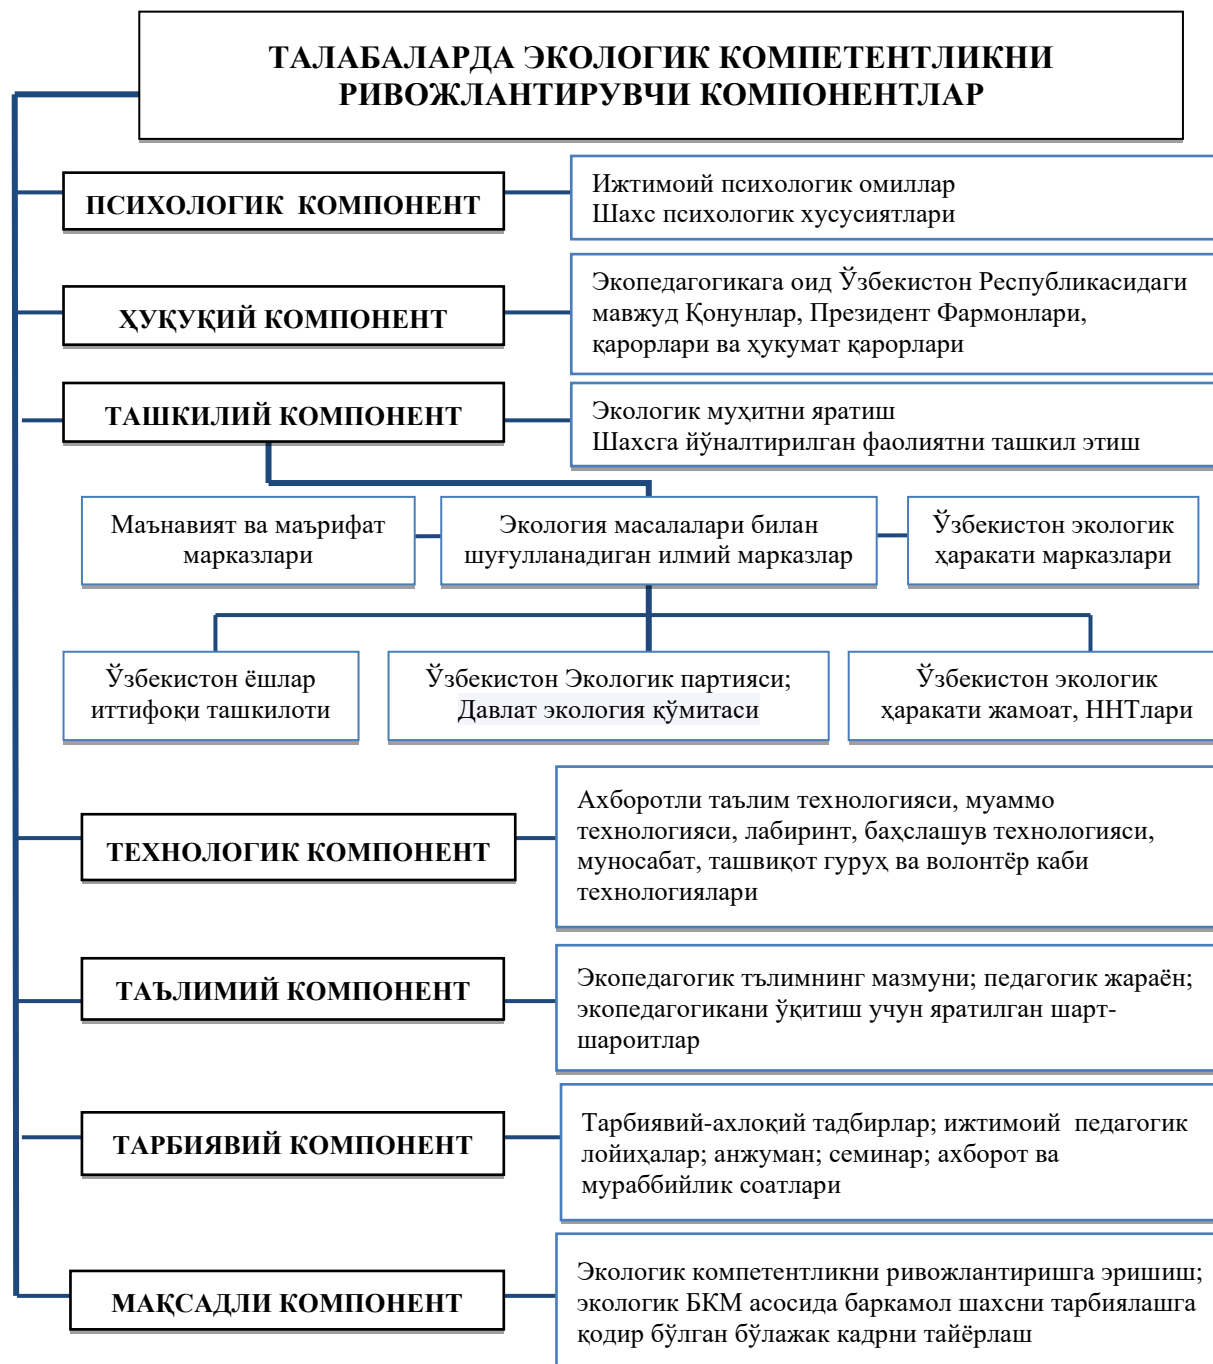 ТАЛАБАЛАРДА ЭКОЛОГИК КОМПЕТЕНТЛИКНИ
РИВОЖЛАНТИРУВЧИ КОМПОНЕНТЛАР
ПСИХОЛОГИК КОМПОНЕНТ
Ижтимоий психологик омиллар
Шахс психологик хусусиятлари
ҲУҚУҚИЙ КОМПОНЕНТ
Экопедагогикага оид Ўзбекистон Республикасидаги
мавжуд Қонунлар, Президент Фармонлари,
қарорлари ва ҳукумат қарорлари
ТАШКИЛИЙ КОМПОНЕНТ
Экологик муҳитни яратиш
Шахсга йўналтирилган фаолиятни ташкил этиш
Маънавият ва маърифат
марказлари
Экология масалалари билан
шуғулланадиган илмий марказлар
Ўзбекистон экологик
ҳаракати марказлари
Ўзбекистон ёшлар
иттифоқи ташкилоти
Ўзбекистон Экологик партияси;
Давлат экология қўмитаси
Ўзбекистон экологик
ҳаракати жамоат, ННТлари
ТЕХНОЛОГИК КОМПОНЕНТ
Ахборотли таълим технологияси, муаммо
технологияси, лабиринт, баҳслашув технологияси,
муносабат, ташвиқот гуруҳ ва волонтёр каби
технологиялари
ТАЪЛИМИЙ КОМПОНЕНТ
Экопедагогик тълимнинг мазмуни; педагогик жараён;
экопедагогикани ўқитиш учун яратилган шарт-
шароитлар
ТАРБИЯВИЙ КОМПОНЕНТ
Тарбиявий-ахлоқий тадбирлар; ижтимоий педагогик
лойиҳалар; анжуман; семинар; ахборот ва
мураббийлик соатлари
МАҚСАДЛИ КОМПОНЕНТ
Экологик компетентликни ривожлантиришга эришиш;
экологик БКМ асосида баркамол шахсни тарбиялашга
қодир бўлган бўлажак кадрни тайёрлаш